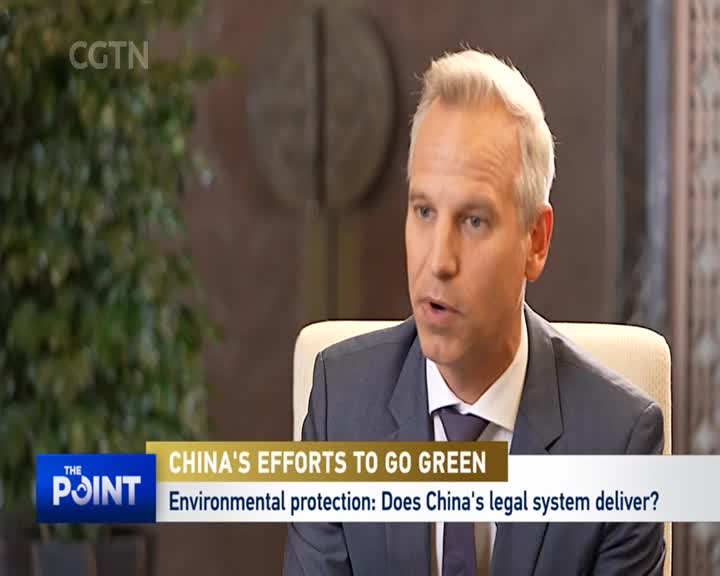 CGTN
CHINA'S EFFORTS TO GO GREEN
THE
POINT
Environmental protection: Does China's legal system deliver?